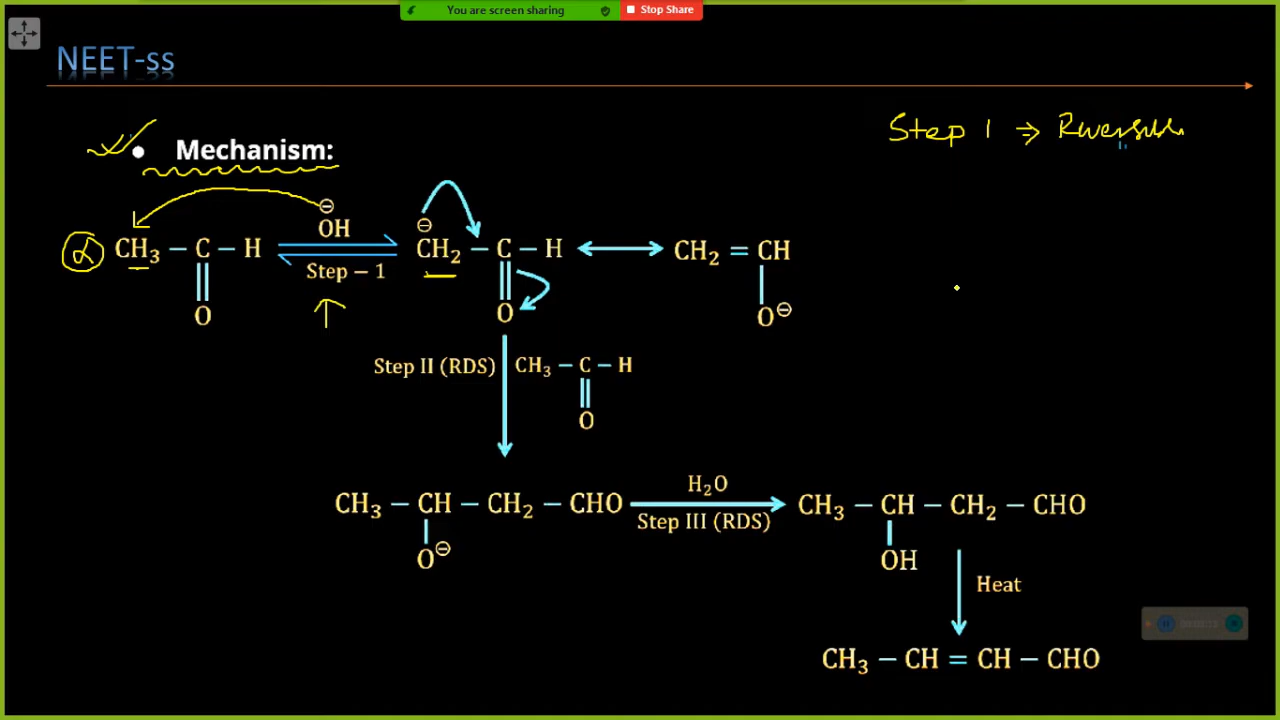 You are screen sharing
Stop Share
NEET-ss
Step 1 ⇒
• Mechanism:
α CH₃ − C − H ⊖OH Step − 1 ⊖CH₂ − C − H ⟷ CH₂ = CH
O O O⊖
Step II (RDS) CH₃ − C − H
O
CH₃ − CH − CH₂ − CHO H₂O Step III (RDS) CH₃ − CH − CH₂ − CHO
O⊖ OH
Heat
CH₃ − CH = CH − CHO